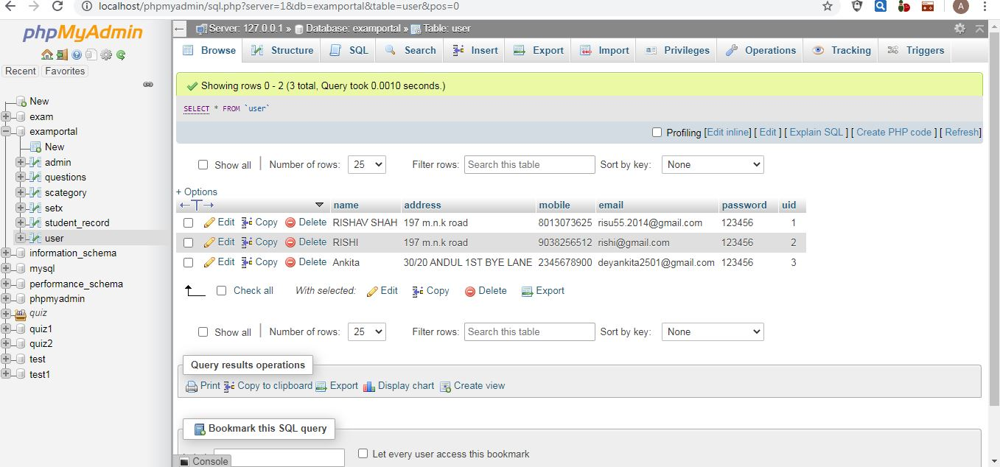 localhost/phpmyadmin/sql.php?server=1&db=examportal&table=user&pos=0
A
phpMyAdmin
Recent Favorites
New
exam
examportal
New
admin
questions
scategory
setx
student_record
user
information_schema
mysql
performance_schema
phpmyadmin
quiz
quiz1
quiz2
test
test1
Server: 127.0.0.1 » Database: examportal » Table: user
Browse Structure SQL Search Insert Export Import Privileges Operations Tracking Triggers
Showing rows 0 - 2 (3 total, Query took 0.0010 seconds.)
SELECT * FROM `user`
Profiling [Edit inline] [ Edit ] [ Explain SQL ] [ Create PHP code ] [ Refresh]
Show all | Number of rows: 25 Filter rows: Search this table Sort by key: None
+ Options
←T→ name address mobile email password uid
Edit Copy Delete RISHAV SHAH 197 m.n.k road 8013073625 risu55.2014@gmail.com 123456 1
Edit Copy Delete RISHI 197 m.n.k road 9038256512 rishi@gmail.com 123456 2
Edit Copy Delete Ankita 30/20 ANDUL 1ST BYE LANE 2345678900 deyankita2501@gmail.com 123456 3
Check all With selected: Edit Copy Delete Export
Show all | Number of rows: 25 Filter rows: Search this table Sort by key: None
Query results operations
Print Copy to clipboard Export Display chart Create view
Bookmark this SQL query
Let every user access this bookmark
Console